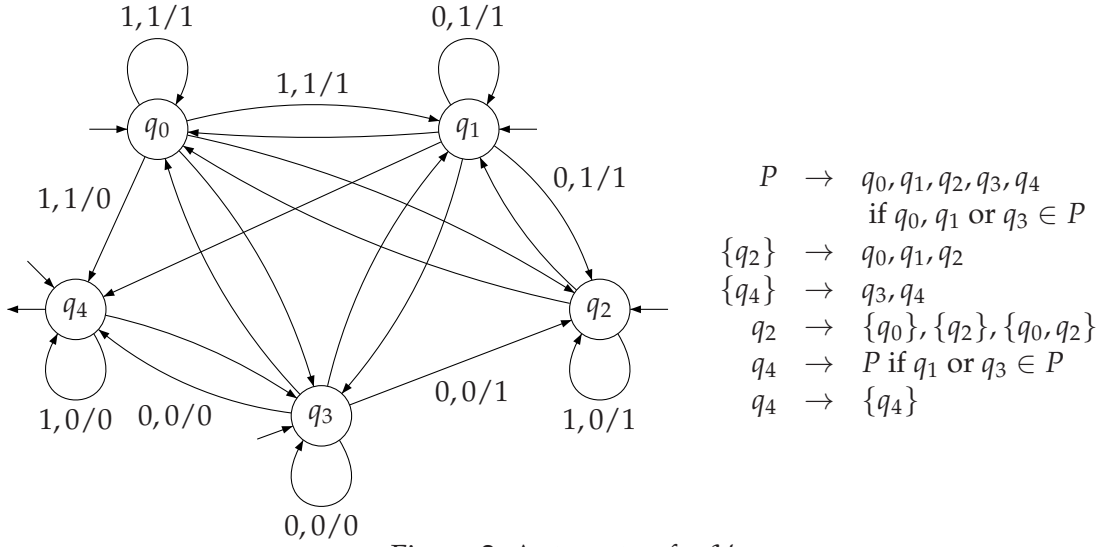 1, 1/1
0, 1/1
1, 1/1
q₀
q₁
0, 1/1
1, 1/0
q₄
q₂
1, 0/0
0, 0/0
q₃
0, 0/1
1, 0/1
0, 0/0
P → q₀, q₁, q₂, q₃, q₄
if q₀, q₁ or q₃ ∈ P
{q₂} → q₀, q₁, q₂
{q₄} → q₃, q₄
q₂ → {q₀}, {q₂}, {q₀, q₂}
q₄ → P if q₁ or q₃ ∈ P
q₄ → {q₄}